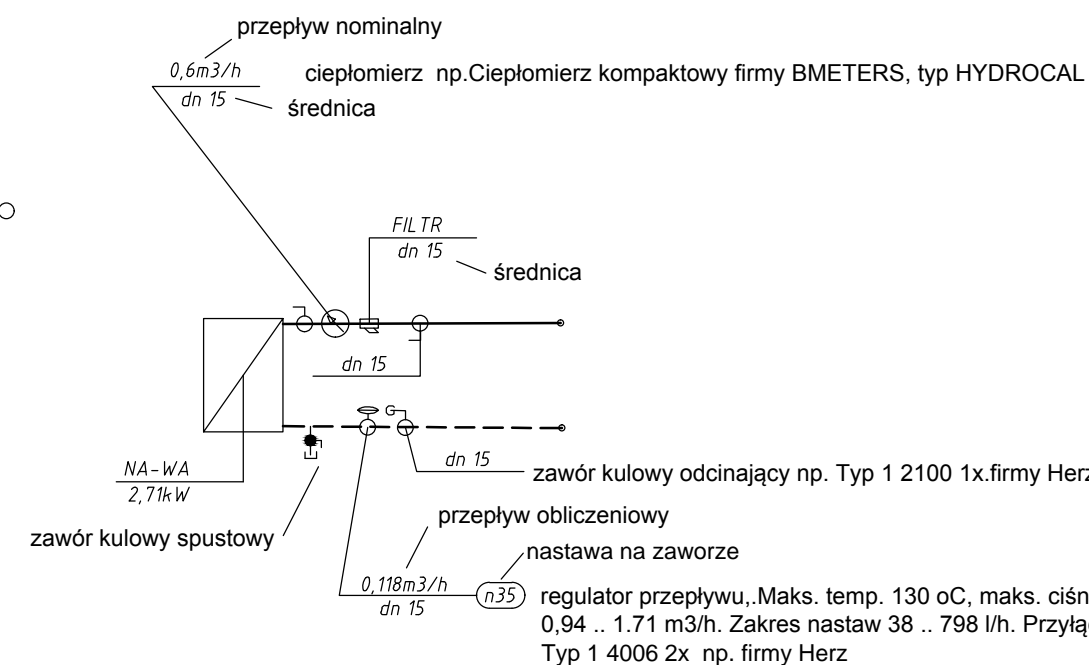 przepływ nominalny
0,6m3/h
ciepłomierz np.Ciepłomierz kompaktowy firmy BMETERS, typ HYDROCAL
dn 15
średnica
FILTR
dn 15
średnica
dn 15
G
NA-WA
2,71kW
dn 15
zawór kulowy odcinający np. Typ 1 2100 1x.firmy Herz
zawór kulowy spustowy
przepływ obliczeniowy
nastawa na zaworze
0,118m3/h
dn 15
n35
regulator przepływu,.Maks. temp. 130 oC, maks.
0,94 .. 1.71 m3/h. Zakres nastaw 38 .. 798 l/h.
Typ 1 4006 2x np. firmy Herz